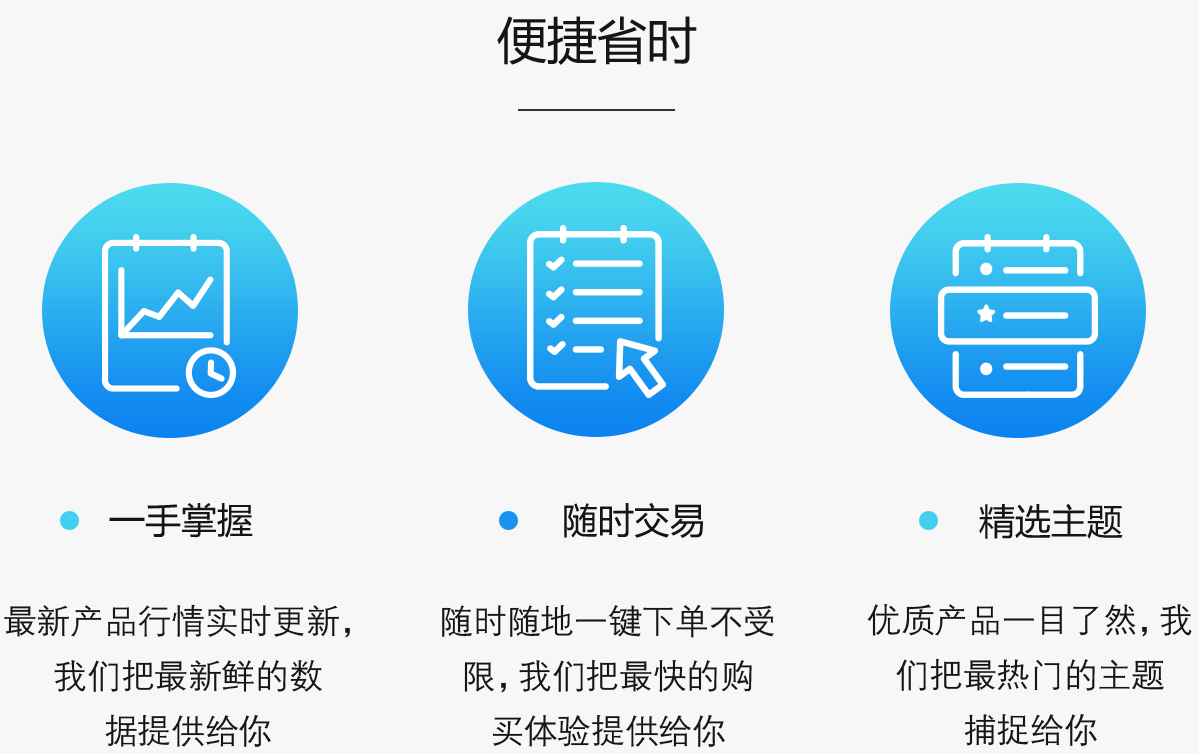 便捷省时
一手掌握
最新产品行情实时更新，
我们把最新鲜的数
据提供给你
随时交易
随时随地一键下单不受
限，我们把最快的购
买体验提供给你
精选主题
优质产品一目了然，我
们把最热门的主题
捕捉给你